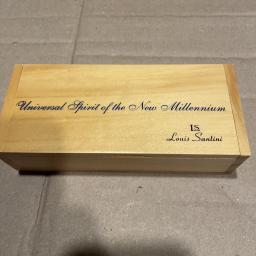 Universal Spirit of the New Millennium
LS
Louis Santini